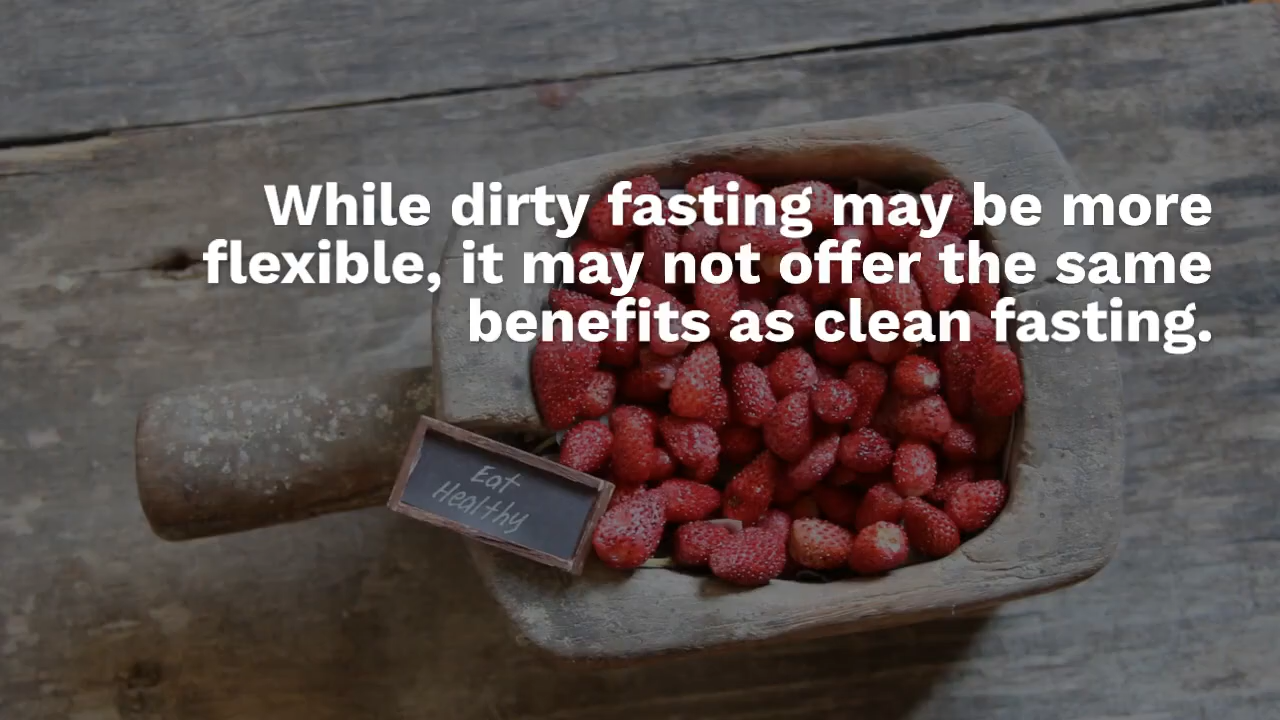 While dirty fasting may be more
flexible, it may not offer the same
benefits as clean fasting.
Eat
Healthy